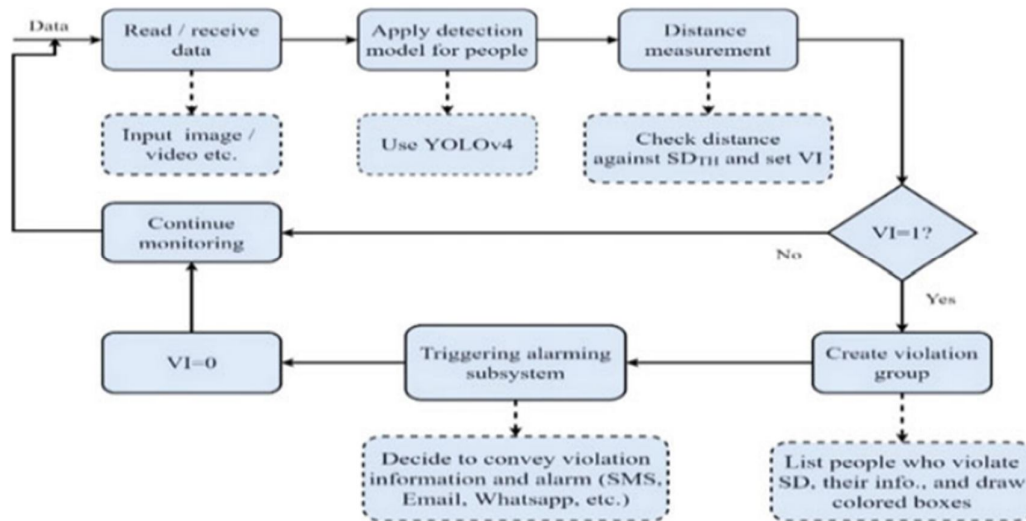 Data
Read / receive
data
Apply detection
model for people
Distance
measurement
Input image /
video etc.
Use YOLOv4
Check distance
against SDTH and set VI
Continue
monitoring
VI=1?
No
Yes
VI=0
Triggering alarming
subsystem
Create violation
group
Decide to convey violation
information and alarm (SMS,
Email, Whatsapp, etc.)
List people who violate
SD, their info., and draw
colored boxes